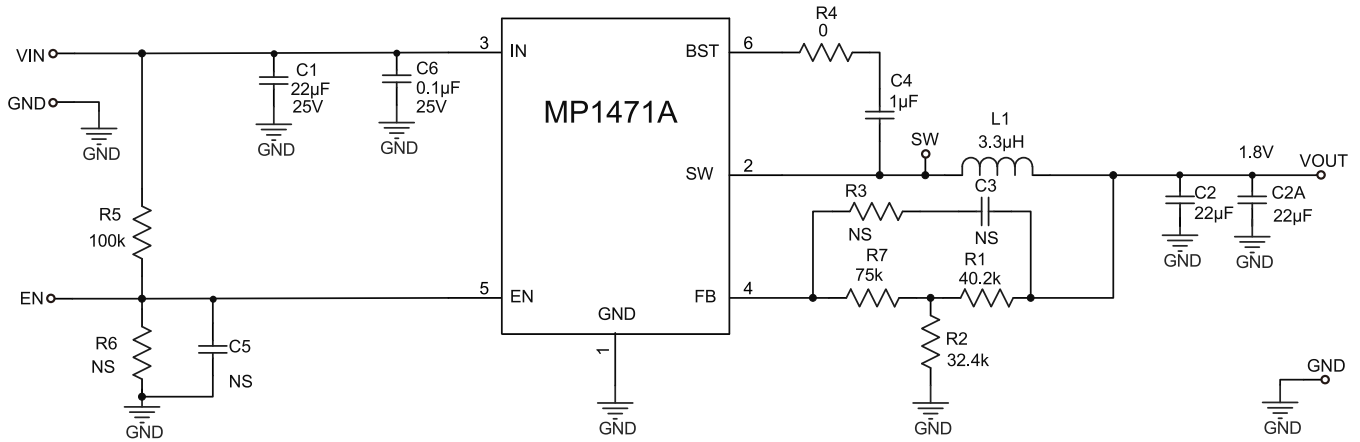 VIN
GND
GND
C1
22µF
25V
GND
C6
0.1µF
25V
GND
3
IN
MP1471A
BST
6
R4
0
C4
1µF
SW
2
SW
L1
3.3µH
1.8V
VOUT
C2
22µF
GND
C2A
22µF
GND
R3
NS
C3
NS
R5
100k
R7
75k
R1
40.2k
EN
5
EN
FB
4
GND
1
GND
R6
NS
C5
NS
GND
R2
32.4k
GND
GND
GND